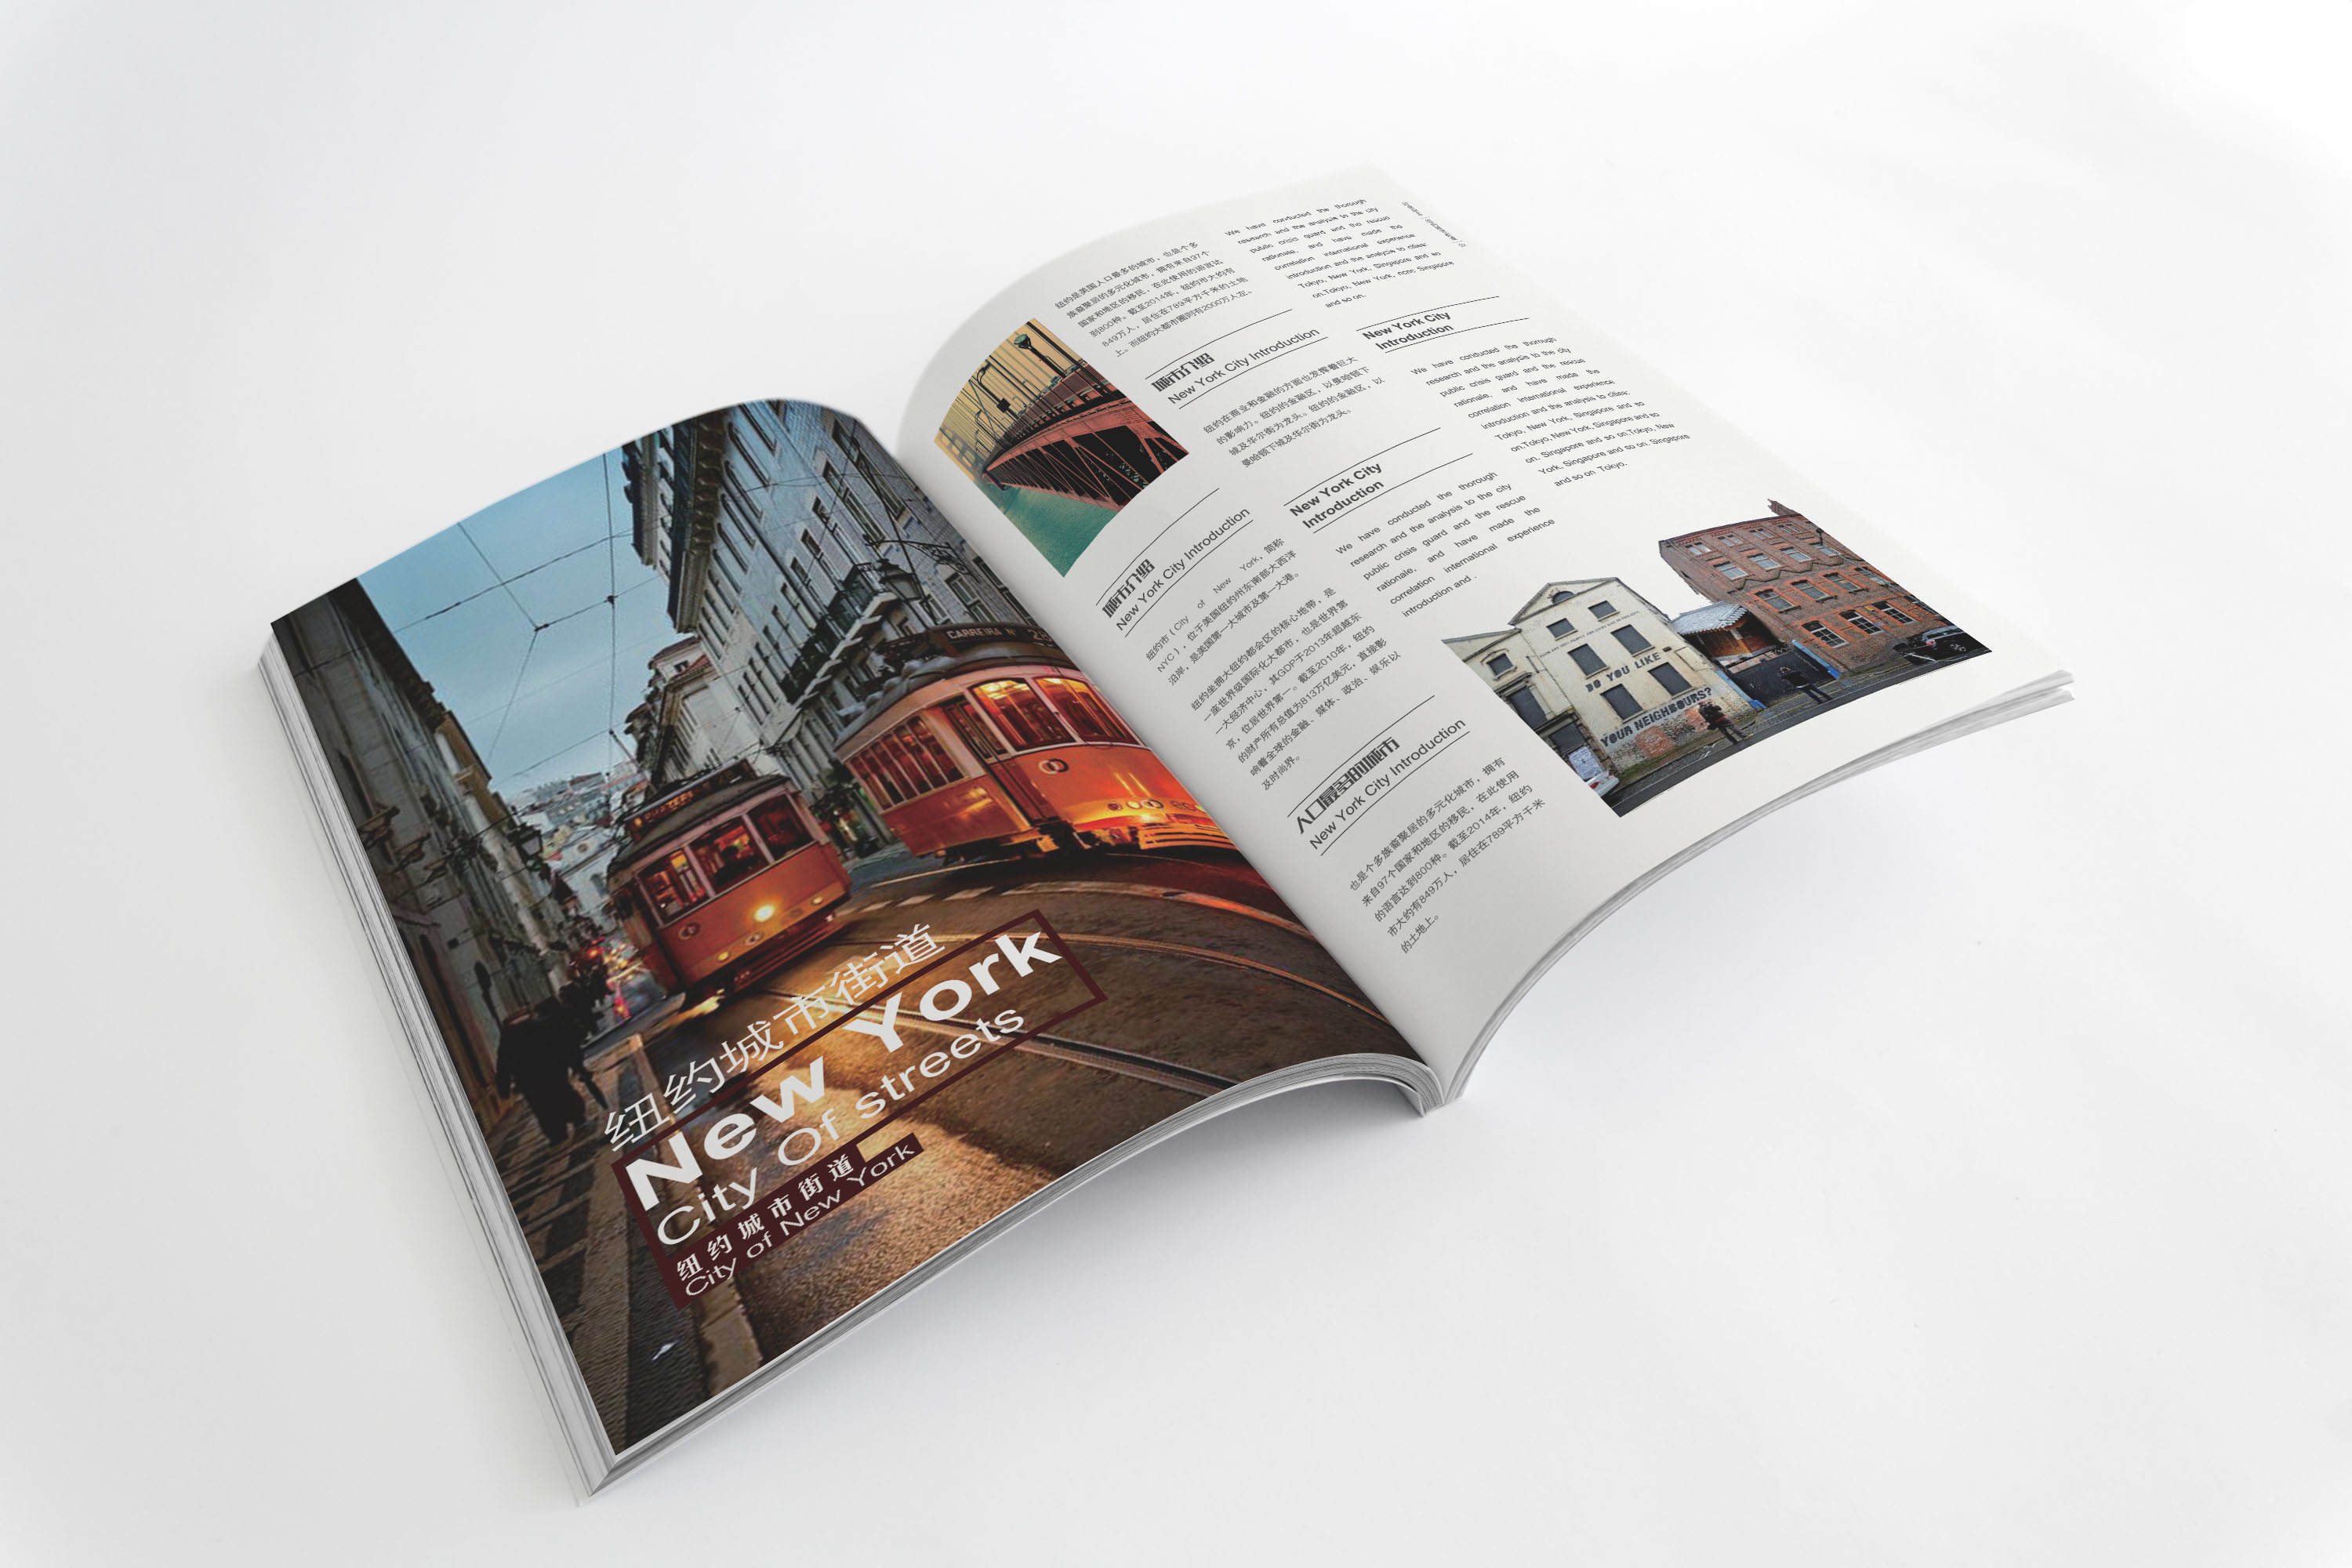 CARREIRA Nº 28
纽约城市街道
New York
City Of streets
纽约城市街道
City of New York
纽约是美国人口最多的城市，也是个多
族裔聚居的多元化城市，拥有来自97个
国家和地区的移民，在此使用的语言达
到800种。截至2014年，纽约市大约有
849万人，居住在789平方千米的土地
上。而纽约大都市圈则有2000万人左。
城市介绍
New York City Introduction
纽约市（City of New York，简称
NYC），位于美国纽约州东南部大西洋
沿岸，是美国第一大城市及第一大港。
纽约坐拥大纽约都会区的核心地带，是
一座世界级国际化大都市，也是世界第
一大经济中心，其GDP于2013年超越东
京，位居世界第一。截至2010年，纽约
的财产所有总值为813万亿美元，直接影
响着全球的金融、媒体、政治、娱乐以
及时尚界。
城市介绍
New York City Introduction
纽约在商业和金融的方面也发挥着巨大
的影响力。纽约的金融区，以曼哈顿下
城及华尔街为龙头。纽约的金融区，以
曼哈顿下城及华尔街为龙头。
人口最多的城市
New York City Introduction
也是个多族裔聚居的多元化城市，拥有
来自97个国家和地区的移民，在此使用
的语言达到800种。截至2014年，纽约
市大约有849万人，居住在789平方千米
的土地上。
We have conducted the thorough
research and the analysis to the city
public crisis guard and the rescue
rationale, and have made the
correlation international experience
introduction and the analysis to ollaw.
Tokyo, New York, Singapore and so
on.Tokyo, New York, Singapore
and so on.
New York City
Introduction
We have conducted the thorough
research and the analysis to the city
public crisis guard and the rescue
rationale, and have made the
correlation international experience
introduction and .
New York City
Introduction
We have conducted the thorough
research and the analysis to the city
public crisis guard and the rescue
rationale, and have made the
correlation international experience
introduction and the analysis to ollaw.
Tokyo, New York, Singapore and so
on.Tokyo, New York, Singapore and so
on. Singapore and so on.Tokyo, New
York, Singapore and so on. Singapore
and so on Tokyo.
DO YOU LIKE
YOUR NEIGHBOURS?